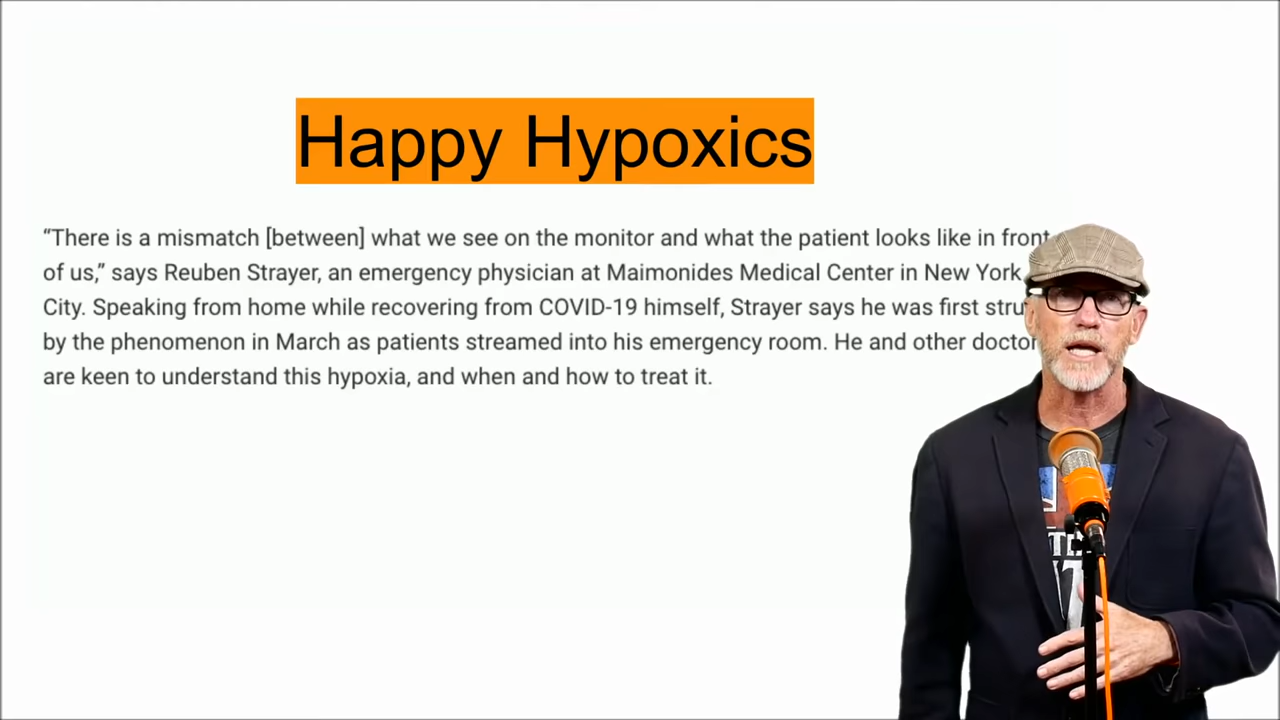 Happy Hypoxics
“There is a mismatch [between] what we see on the monitor and what the patient looks like in front
of us,” says Reuben Strayer, an emergency physician at Maimonides Medical Center in New York
City. Speaking from home while recovering from COVID-19 himself, Strayer says he was first
by the phenomenon in March as patients streamed into his emergency room. He and other
are keen to understand this hypoxia, and when and how to treat it.